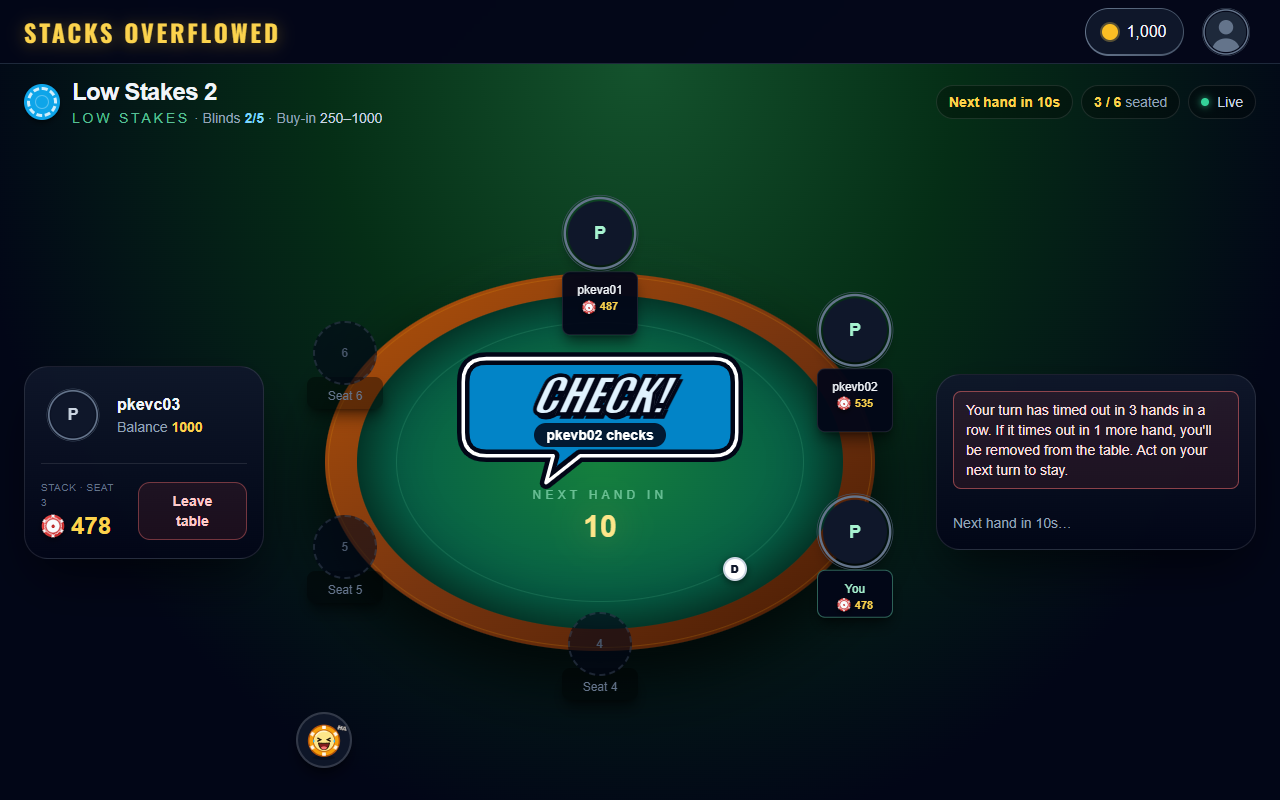 STACKS OVERFLOWED
1,000
Low Stakes 2
LOW STAKES · Blinds 2/5 · Buy-in 250–1000
Next hand in 10s
3 / 6 seated
Live
P
pkeva01
487
P
pkevb02
535
6
Seat 6
CHECK!
pkevb02 checks
NEXT HAND IN
10
P
pkevc03
Balance 1000
STACK · SEAT
3
478
Leave
table
Your turn has timed out in 3 hands in a
row. If it times out in 1 more hand, you'll
be removed from the table. Act on your
next turn to stay.
Next hand in 10s…
5
Seat 5
P
You
478
D
4
Seat 4
HA